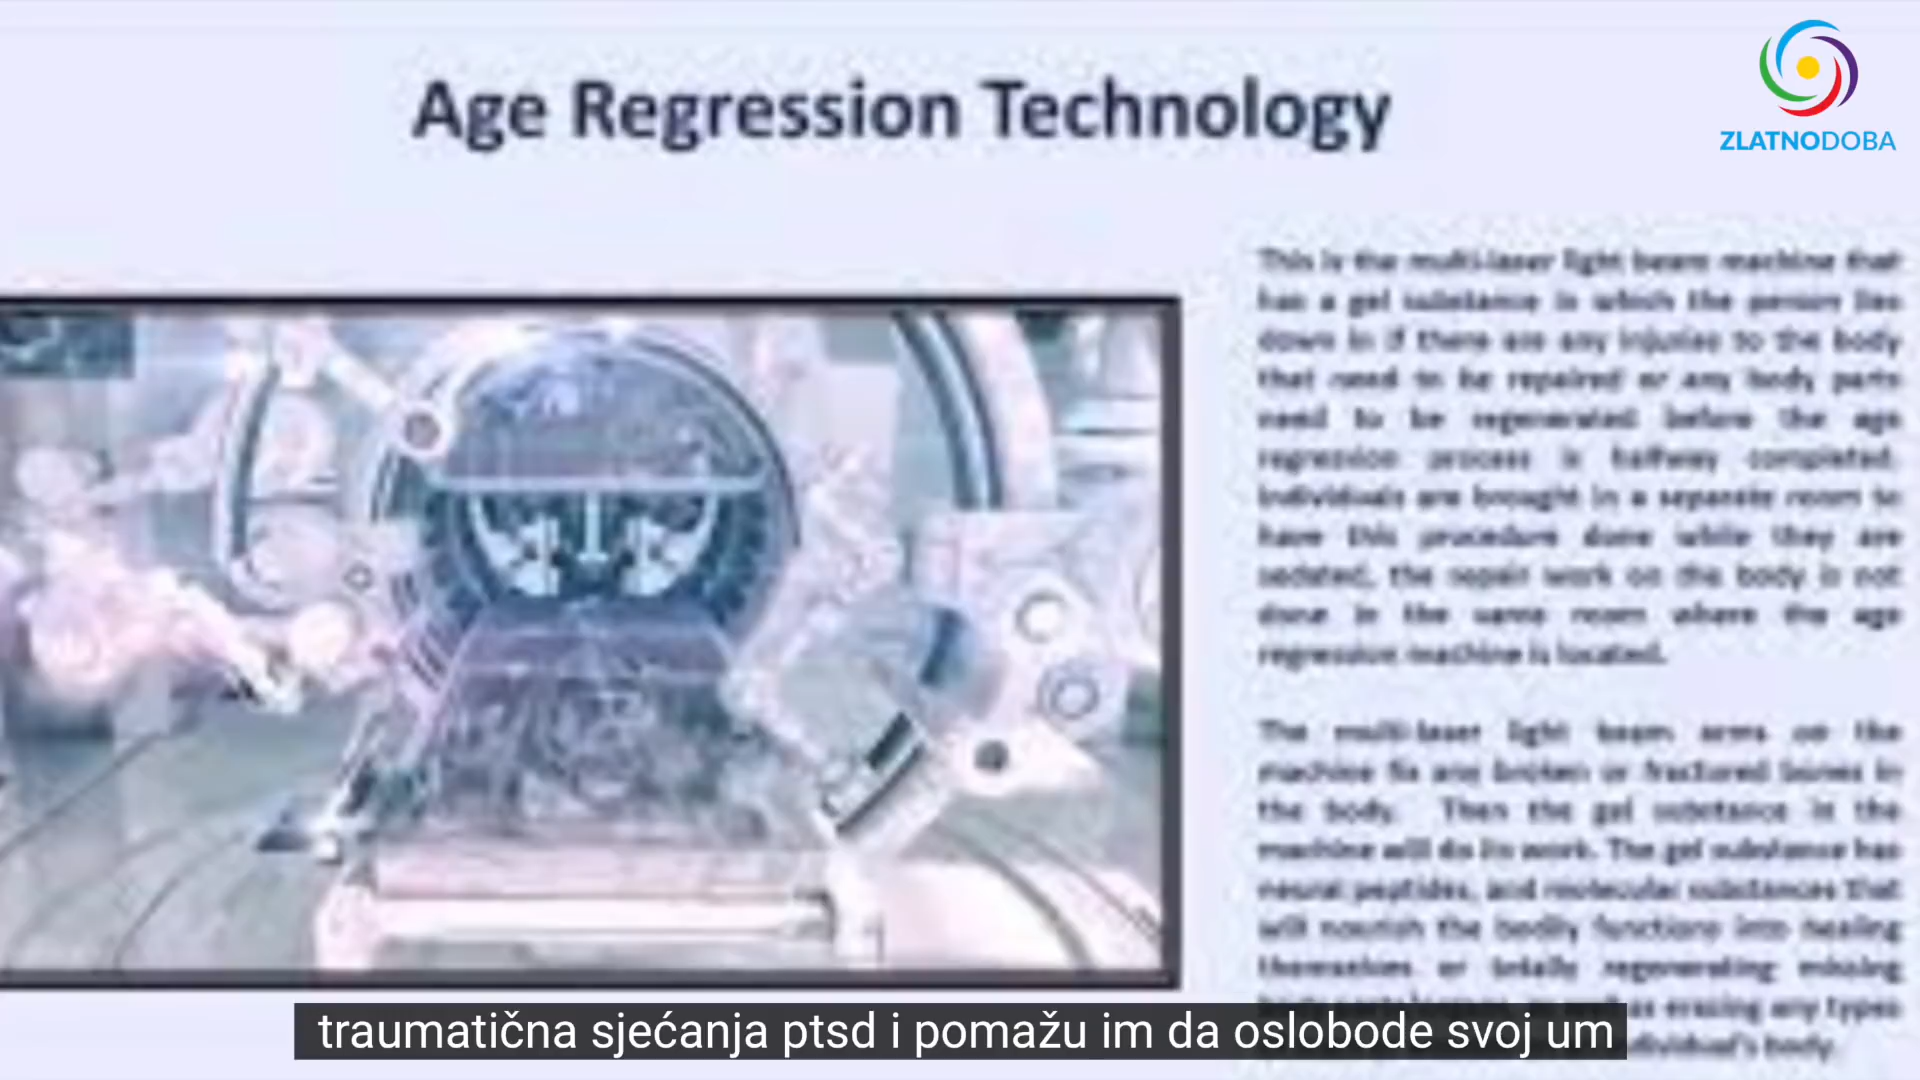 Age Regression Technology
ZLATNODOBA
This is the multi-laser light beam machine that
has a gel substance in which the person lies
down in if there are any injuries to the body
that need to be repaired or any body parts
need to be regenerated before the age
regression process is halfway completed.
Individuals are brought in a separate room to
have this procedure done while they are
sedated, the repair work on the body is not
done in the same room where the age
regression machine is located.
The multi-laser light beam arms on the
machine fix any broken or fractured bones in
the body. Then the gel substance in the
machine will do its work. The gel substance has
neural peptides, and molecular substances that
will nourish the bodily functions into healing
themselves or totally regenerating missing
as erasing any types
individual's body.
traumatična sjećanja ptsd i pomažu im da oslobode svoj um